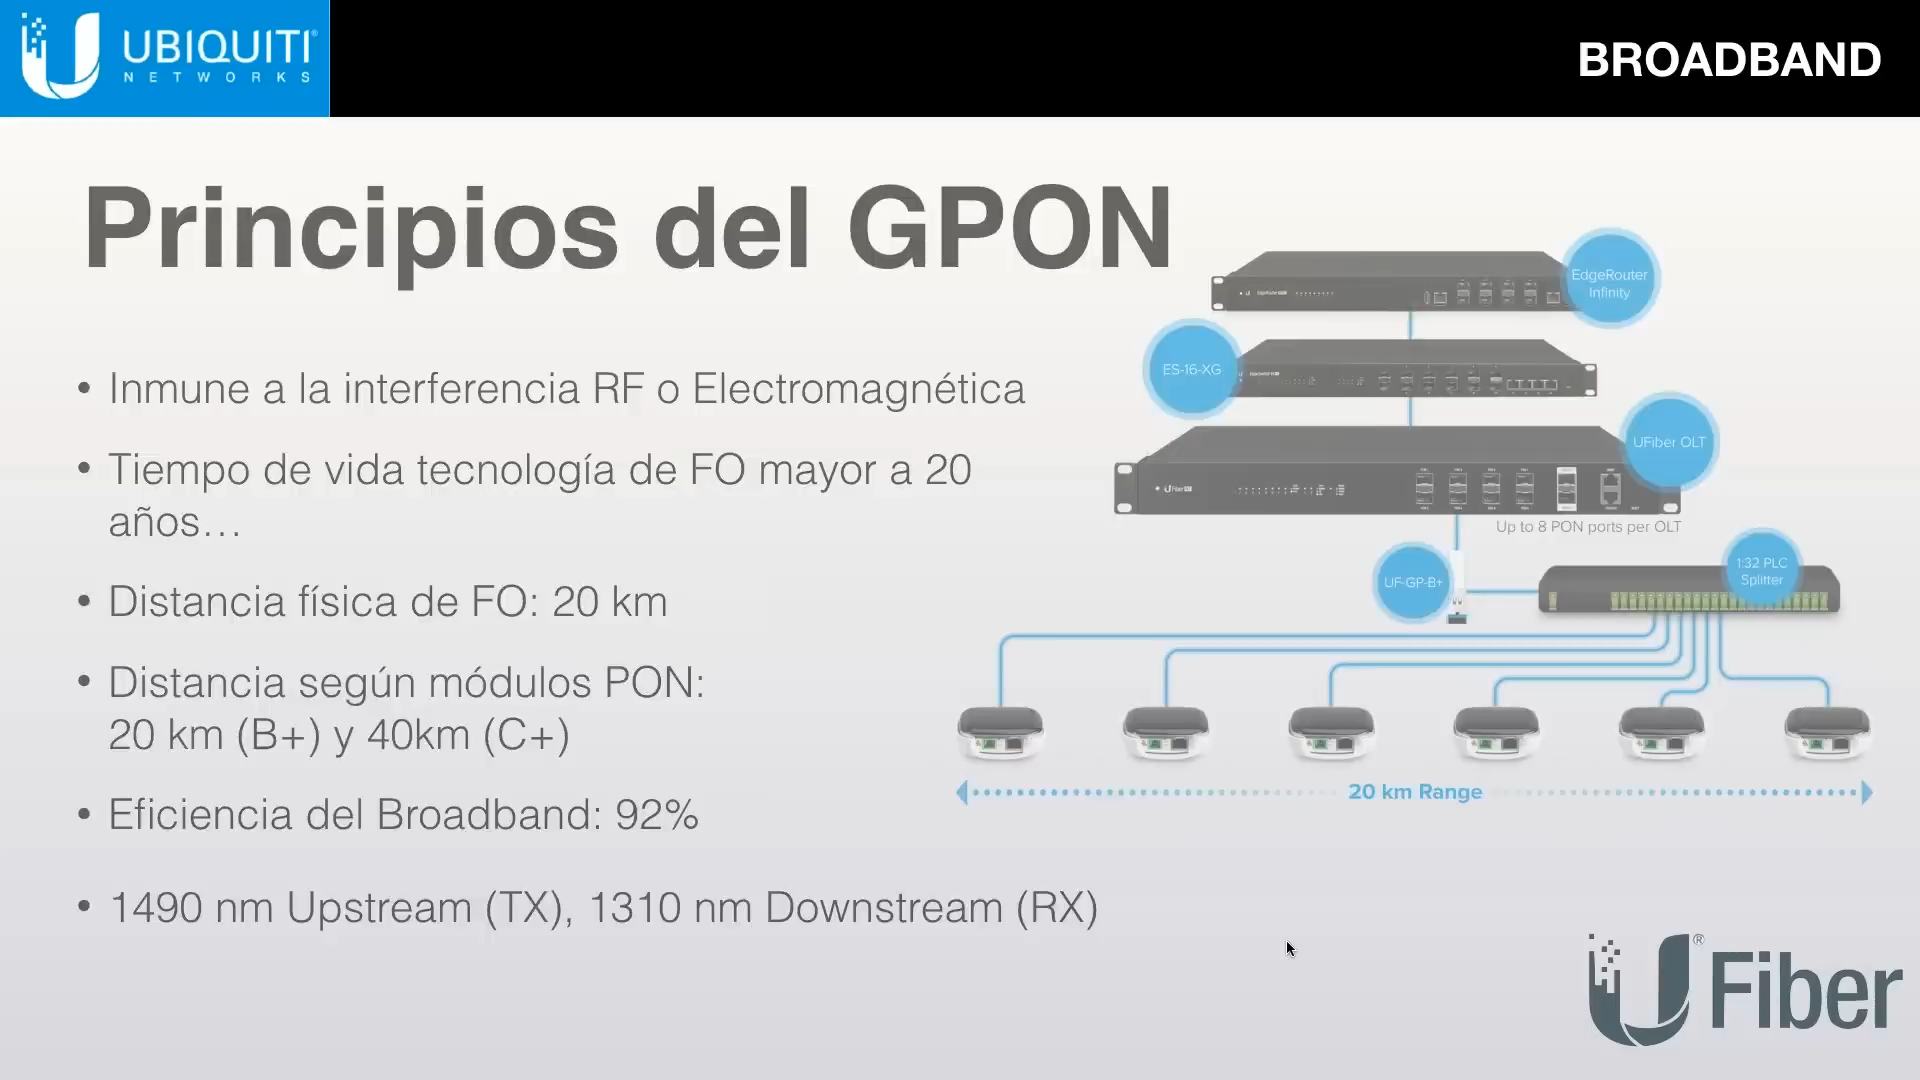 UBIQUITI
NETWORKS
BROADBAND
Principios del GPON
• Inmune a la interferencia RF o Electromagnética
• Tiempo de vida tecnología de FO mayor a 20
años…
• Distancia física de FO: 20 km
• Distancia según módulos PON:
20 km (B+) y 40km (C+)
• Eficiencia del Broadband: 92%
• 1490 nm Upstream (TX), 1310 nm Downstream (RX)
EdgeRouter
Infinity
ES-16-XG
UFiber OLT
Up to 8 PON ports per OLT
UF-GP-B+
1:32 PLC
Splitter
20 km Range
U® Fiber